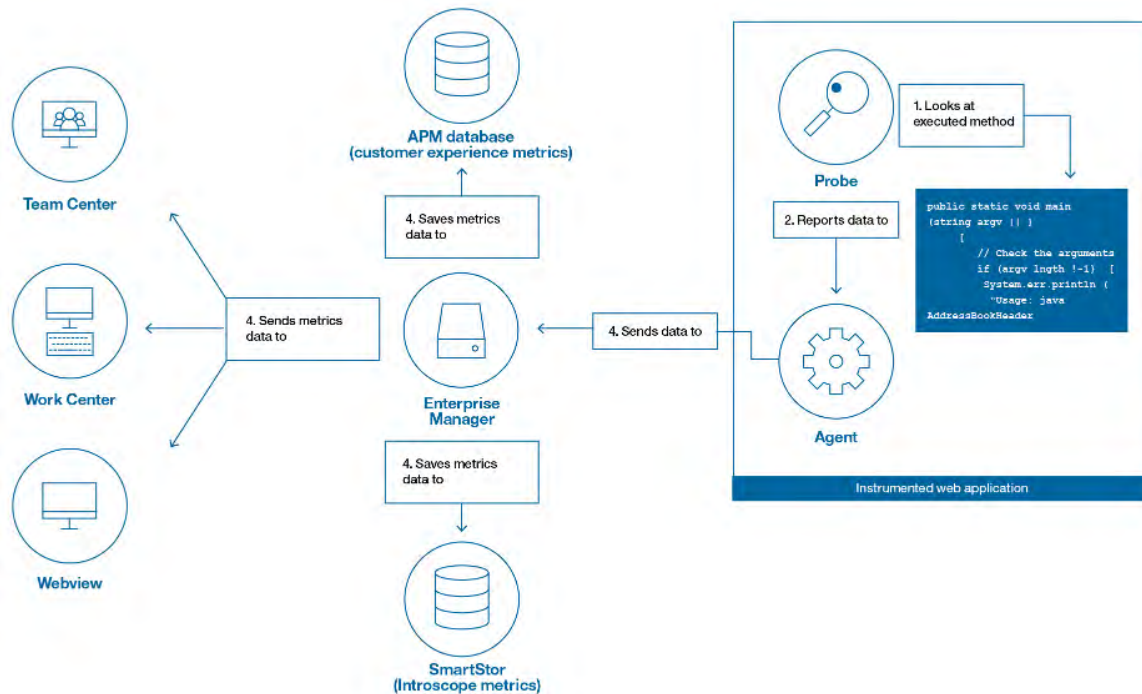 APM database
(customer experience metrics)
Team Center
4. Saves metrics
data to
4. Sends metrics
data to
Work Center
Enterprise
Manager
4. Saves metrics
data to
Webview
SmartStor
(Introscope metrics)
4. Sends data to
Probe
1. Looks at
executed method
2. Reports data to
public static void main
(string argv || ]
[
// Check the arguments
if (argv lngth !-1) [
System.err.println (
"Usage: java
AddressBookHeader
Agent
Instrumented web application